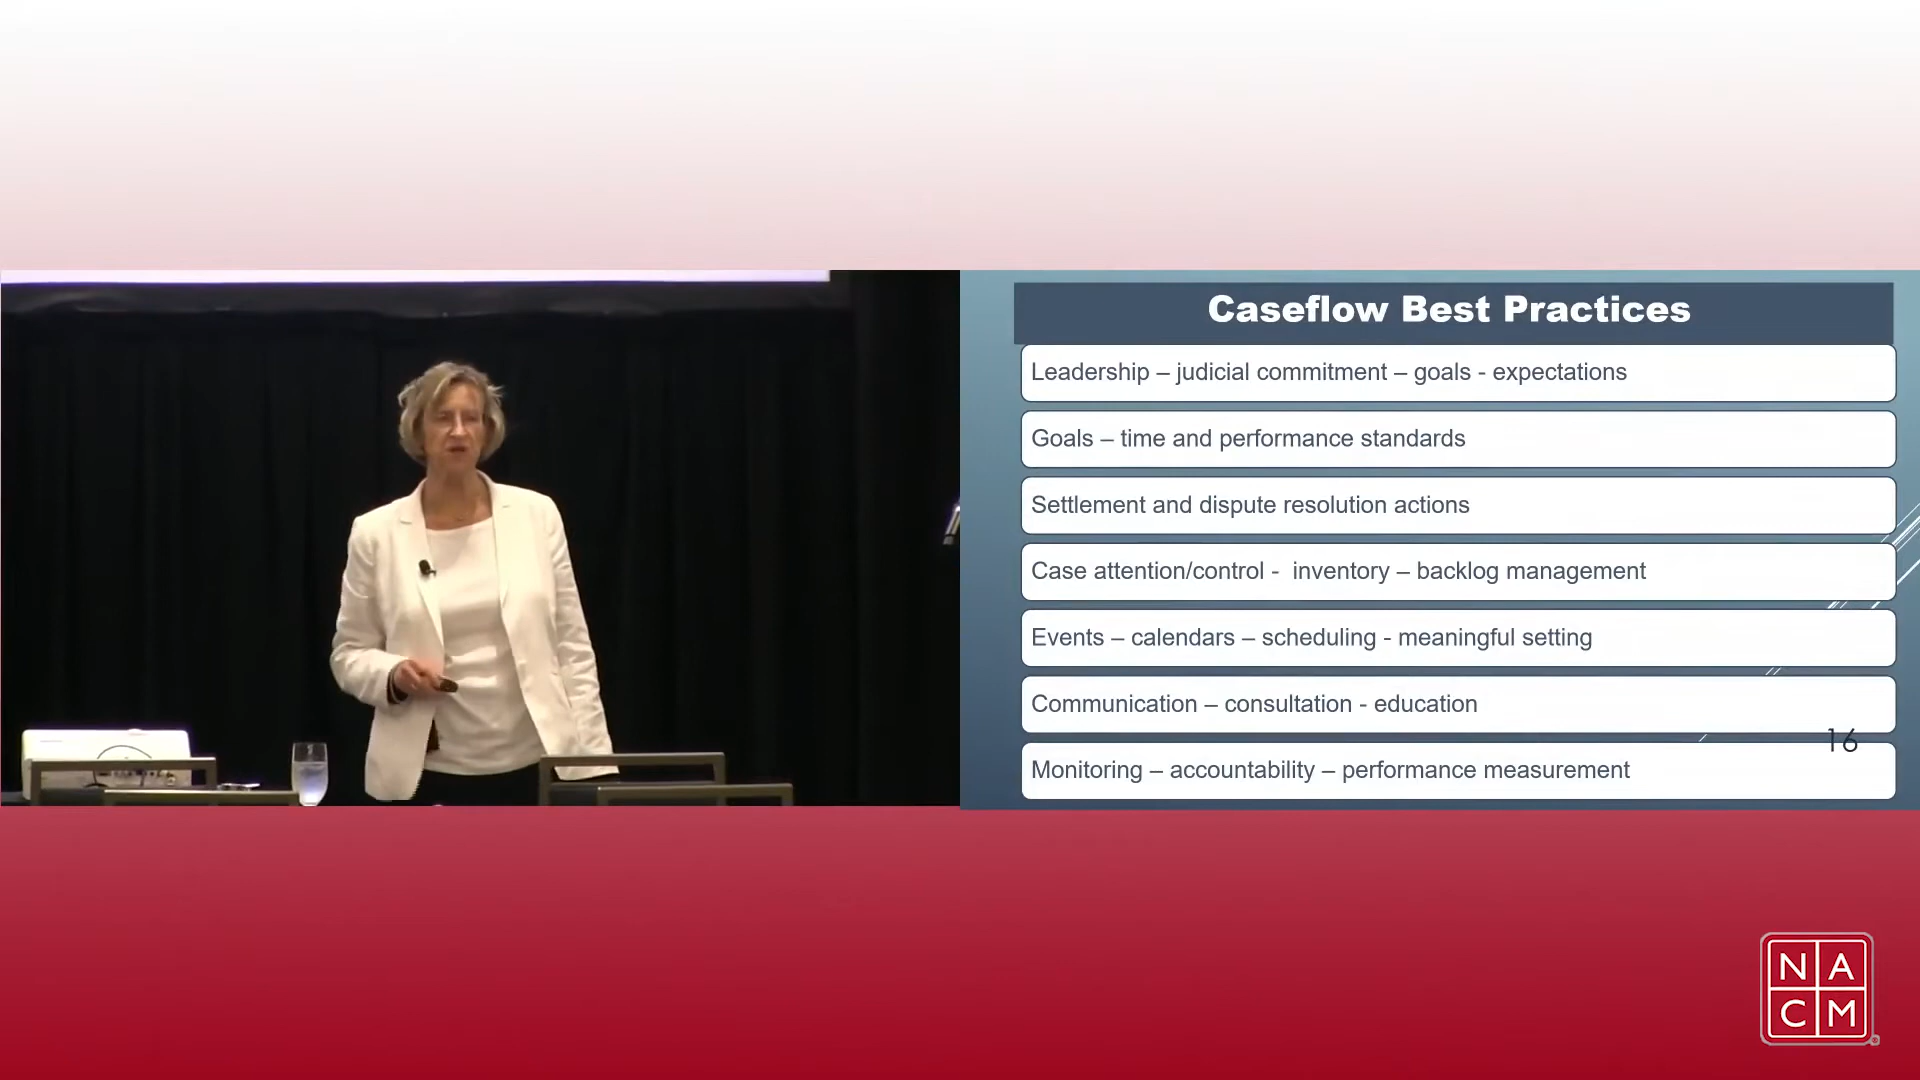 Caseflow Best Practices
Leadership – judicial commitment – goals - expectations
Goals – time and performance standards
Settlement and dispute resolution actions
Case attention/control -  inventory – backlog management
Events – calendars – scheduling - meaningful setting
Communication – consultation - education
16
Monitoring – accountability – performance measurement
N A
C M